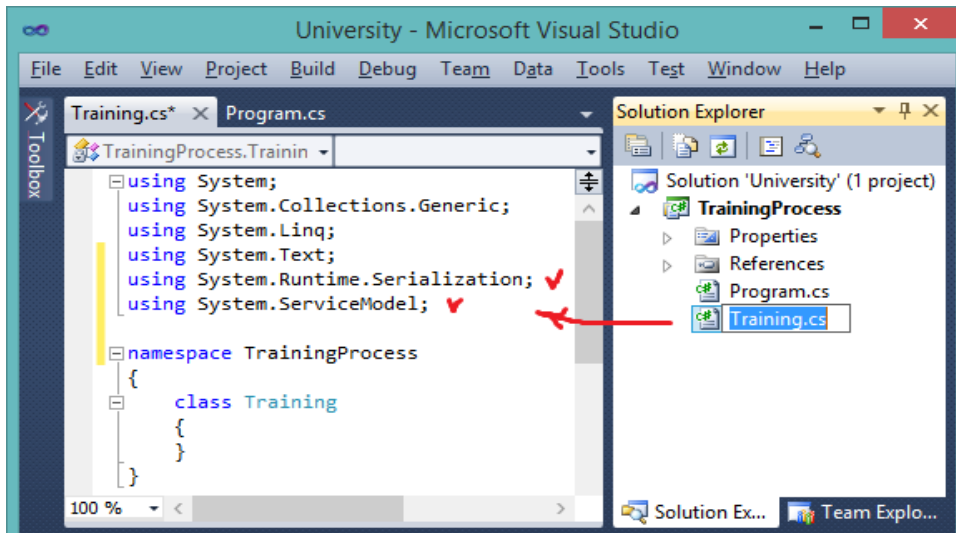 University - Microsoft Visual Studio
File Edit View Project Build Debug Team Data Tools Test Window Help
Toolbox
Training.cs* Program.cs
TrainingProcess.Trainin
using System;
using System.Collections.Generic;
using System.Linq;
using System.Text;
using System.Runtime.Serialization;
using System.ServiceModel;
namespace TrainingProcess
{
class Training
{
}
}
100 %
Solution Explorer
Solution 'University' (1 project)
TrainingProcess
Properties
References
Program.cs
Training.cs
Solution Ex... Team Explo...